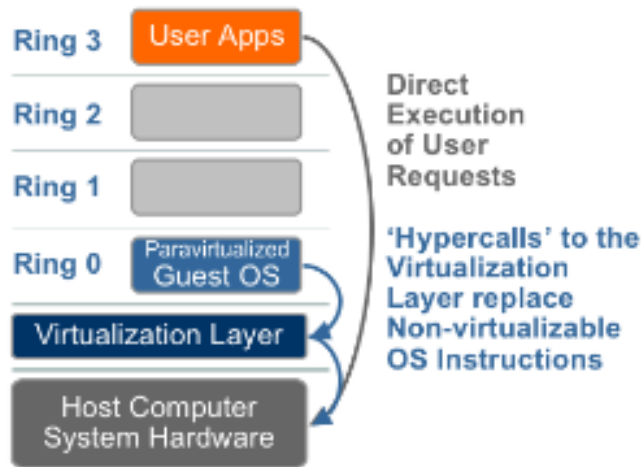 Ring 3
User Apps
Ring 2
Ring 1
Ring 0
Paravirtualized
Guest OS
Virtualization Layer
Host Computer
System Hardware
Direct
Execution
of User
Requests
‘Hypercalls’ to the
Virtualization
Layer replace
Non-virtualizable
OS Instructions